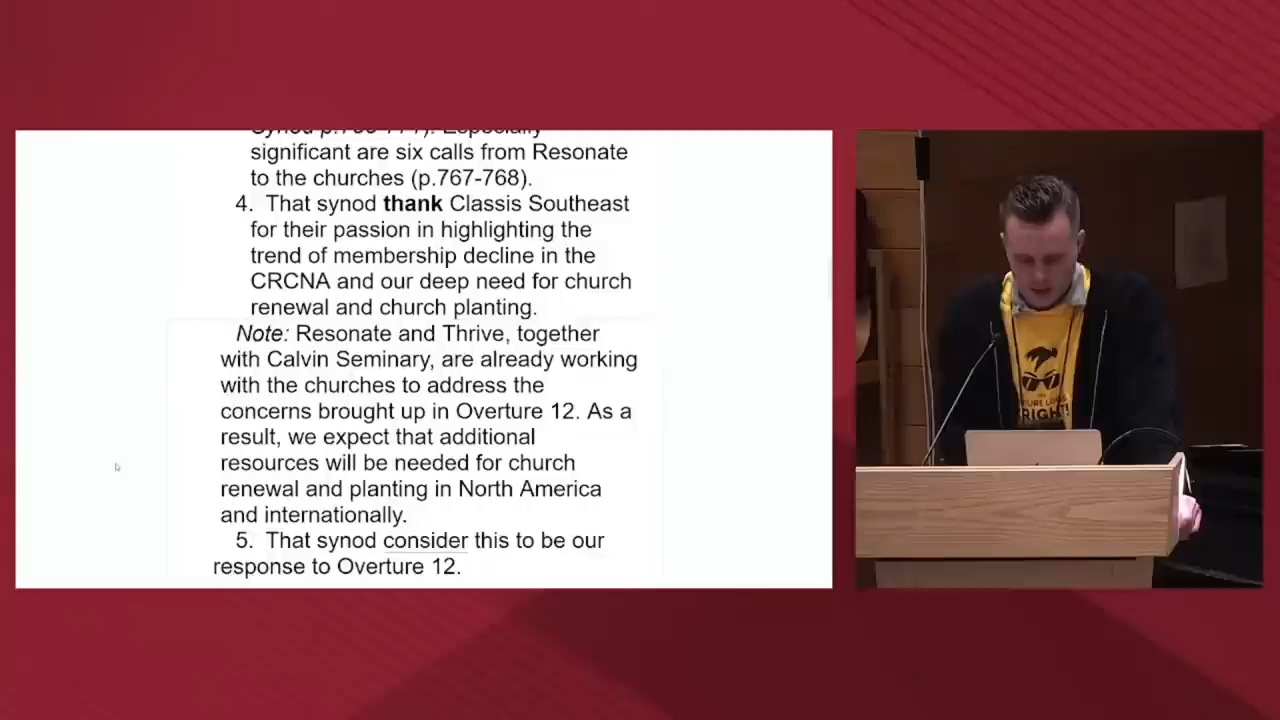 significant are six calls from Resonate
to the churches (p.767-768).
4. That synod thank Classis Southeast
for their passion in highlighting the
trend of membership decline in the
CRCNA and our deep need for church
renewal and church planting.
Note: Resonate and Thrive, together
with Calvin Seminary, are already working
with the churches to address the
concerns brought up in Overture 12. As a
result, we expect that additional
resources will be needed for church
renewal and planting in North America
and internationally.
5. That synod consider this to be our
response to Overture 12.